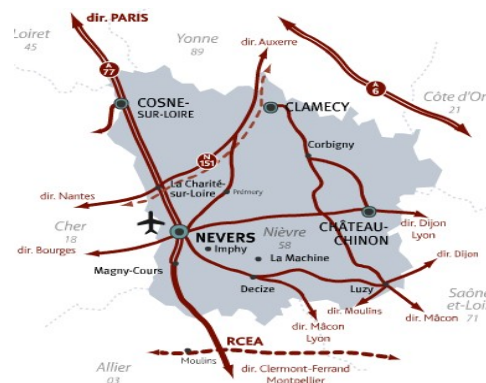 dir. PARIS
Loiret
45
Yonne
89
dir. Auxerre
A
77
A
6
COSNE-
SUR-LOIRE
CLAMECY
Côte d'Or
21
Corbigny
N
151
La Charité-
sur-Loire
Prémery
dir. Nantes
Cher
18
NEVERS
Nièvre
58
CHÂTEAU-
CHINON
dir. Dijon
Lyon
dir. Bourges
Imphy
La Machine
dir. Dijon
Magny-Cours
Decize
Luzy
Saône
et-Loi
71
dir. Moulins
dir. Mâcon
dir. Mâcon
Lyon
RCEA
Moulins
Allier
03
dir. Clermont-Ferrand
Montpellier